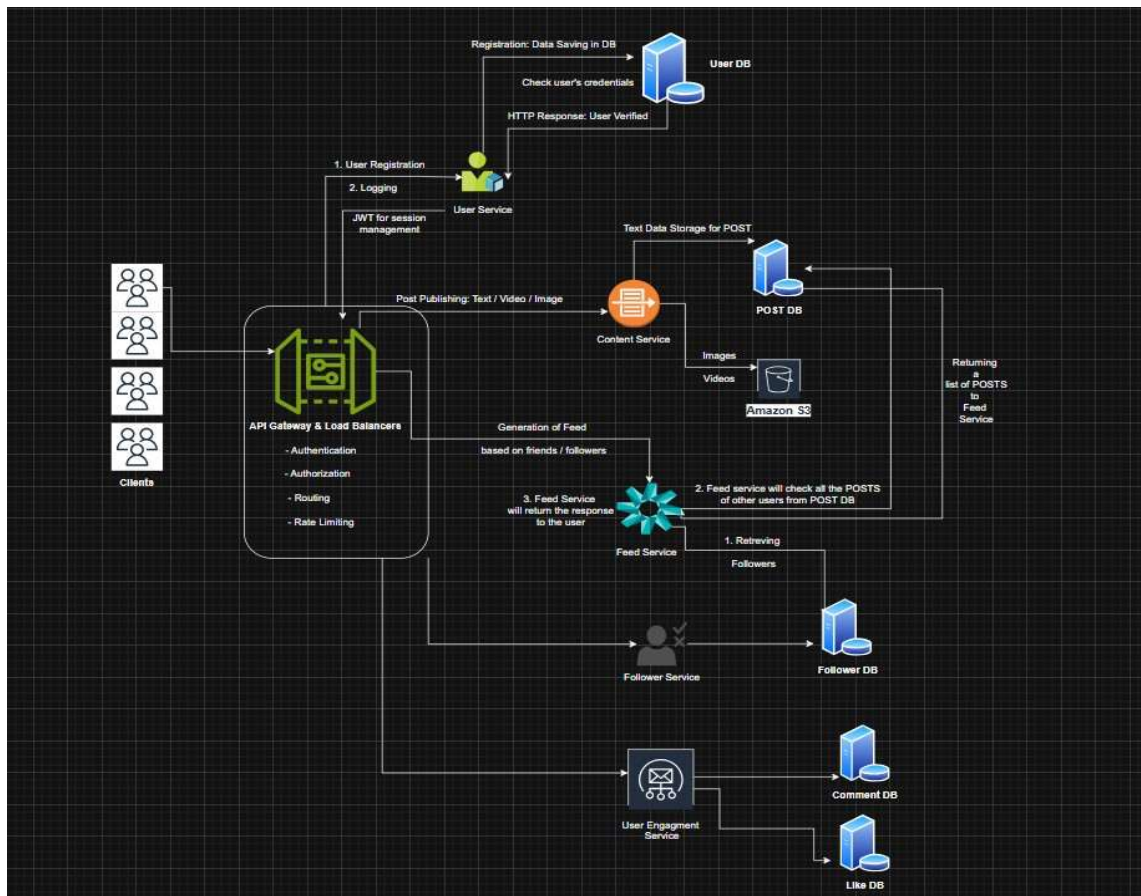 Registration: Data Saving in DB
User DB
Check user's credentials
HTTP Response: User Verified
1. User Registration
2. Logging
User Service
JWT for session
management
Text Data Storage for POST
Post Publishing: Text / Video / Image
POST DB
Content Service
Images
Videos
Amazon S3
Returning
a
list of POSTS
to
Feed
Service
API Gateway & Load Balancers
- Authentication
- Authorization
- Routing
- Rate Limiting
Clients
Generation of Feed
based on friends / followers
2. Feed service will check all the POSTS
of other users from POST DB
3. Feed Service
will return the response
to the user
Feed Service
1. Retreving
Followers
Follower Service
Follower DB
User Engagment
Service
Comment DB
Like DB